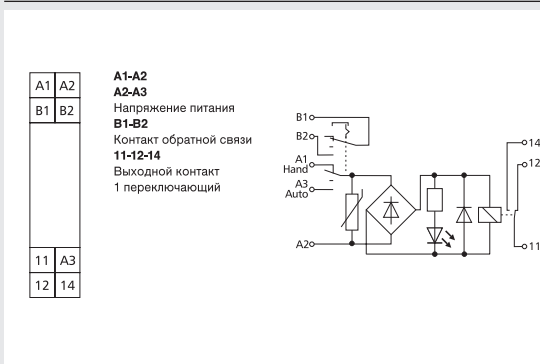 A1 A2
B1 B2
11 A3
12 14
A1-A2
A2-A3
Напряжение питания
B1-B2
Контакт обратной связи
11-12-14
Выходной контакт
1 переключающий
B1
B2
A1
Hand
A3
Auto
A2
14
12
11